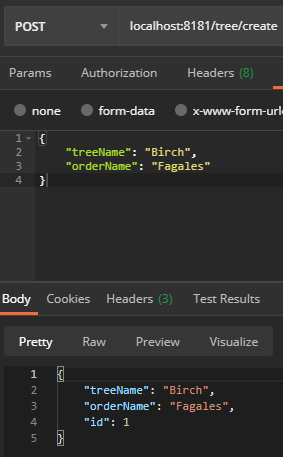 POST localhost:8181/tree/create
Params Authorization Headers (8)
none form-data x-www-form-urle
1 {
2 "treeName": "Birch",
3 "orderName": "Fagales"
4 }
Body Cookies Headers (3) Test Results
Pretty Raw Preview Visualize
1 {
2 "treeName": "Birch",
3 "orderName": "Fagales",
4 "id": 1
5 }